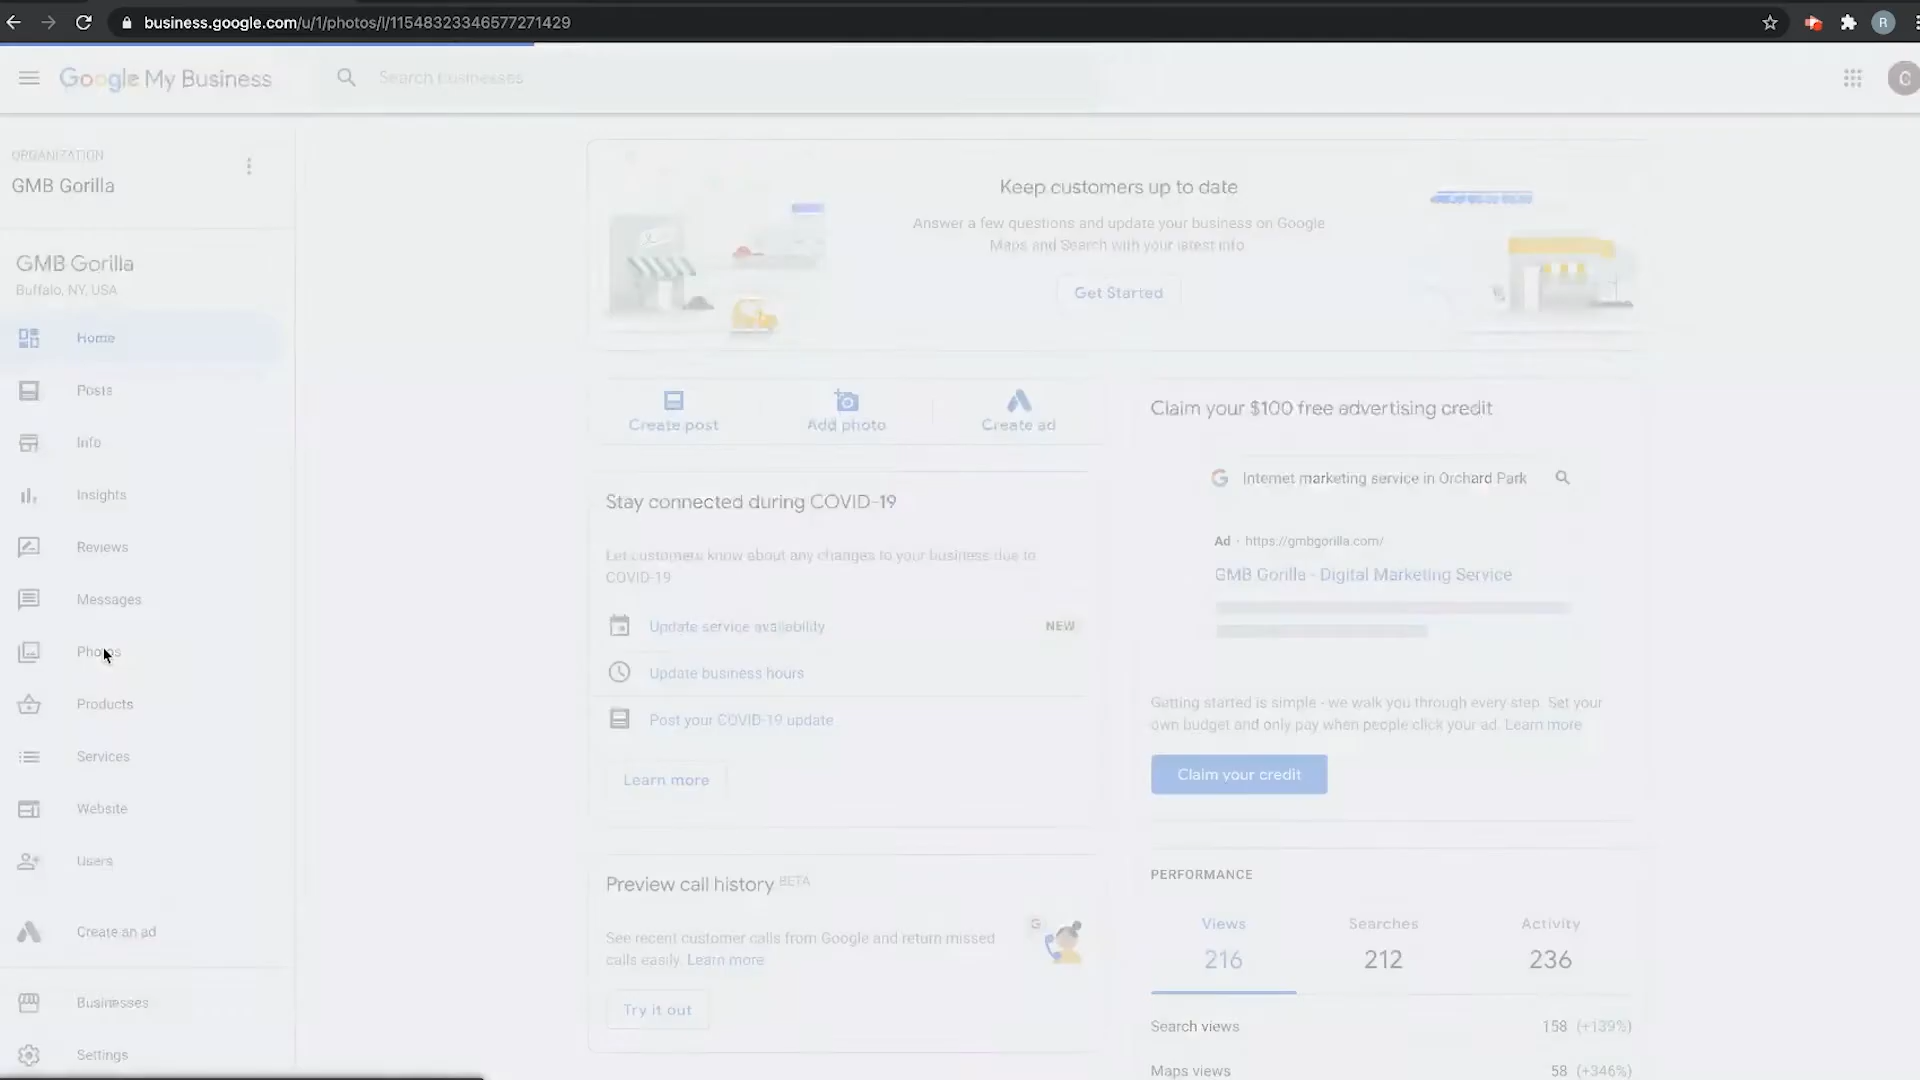 business.google.com/u/1/photos/l/11548323346577271429
R
Google My Business
Search businesses
C
ORGANIZATION
GMB Gorilla
GMB Gorilla
Buffalo, NY, USA
Home
Posts
Info
Insights
Reviews
Messages
Photos
Products
Services
Website
Users
Create an ad
Businesses
Settings
Keep customers up to date
Answer a few questions and update your business on Google
Maps and Search with your latest info
Get Started
Create post
Add photo
Create ad
Stay connected during COVID-19
Let customers know about any changes to your business due to
COVID-19
Update service availability
NEW
Update business hours
Post your COVID-19 update
Learn more
Preview call history BETA
See recent customer calls from Google and return missed
calls easily. Learn more
G
Try it out
Claim your $100 free advertising credit
G Internet marketing service in Orchard Park
Ad · https://gmbgorilla.com/
GMB Gorilla - Digital Marketing Service
Getting started is simple - we walk you through every step. Set your
own budget and only pay when people click your ad. Learn more
Claim your credit
PERFORMANCE
Views
216
Searches
212
Activity
236
Search views 158 (+139%)
Maps views 58 (+346%)